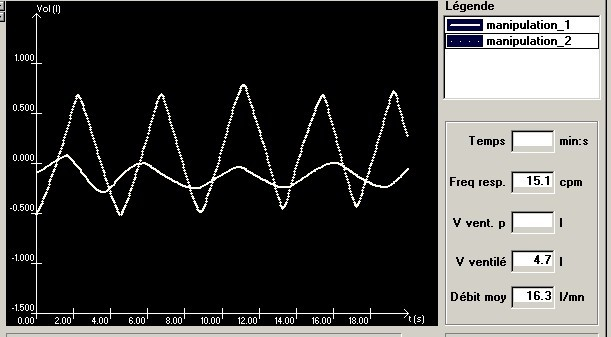 Vol (l)
1.000
0.500
0.000
-0.500
-1.000
-1.500
0.00 2.00 4.00 6.00 8.00 10.00 12.00 14.00 16.00 18.00 t (s)
Légende
manipulation_1
manipulation_2
Temps min:s
Freq resp. 15.1 cpm
V vent. p l
V ventilé 4.7 l
Débit moy 16.3 l/mn